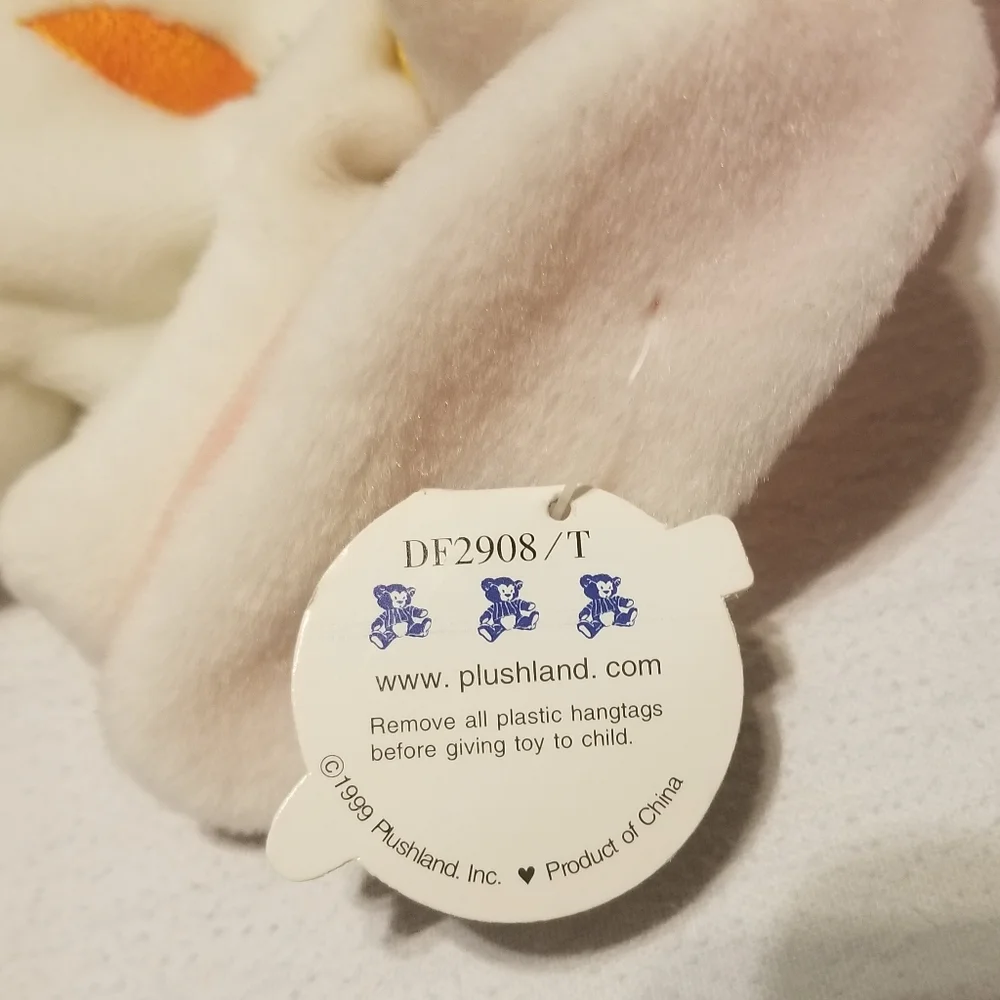 DF2908/T
www. plushland. com
Remove all plastic hangtags
before giving toy to child.
©1999 Plushland. Inc. ♥ Product of China